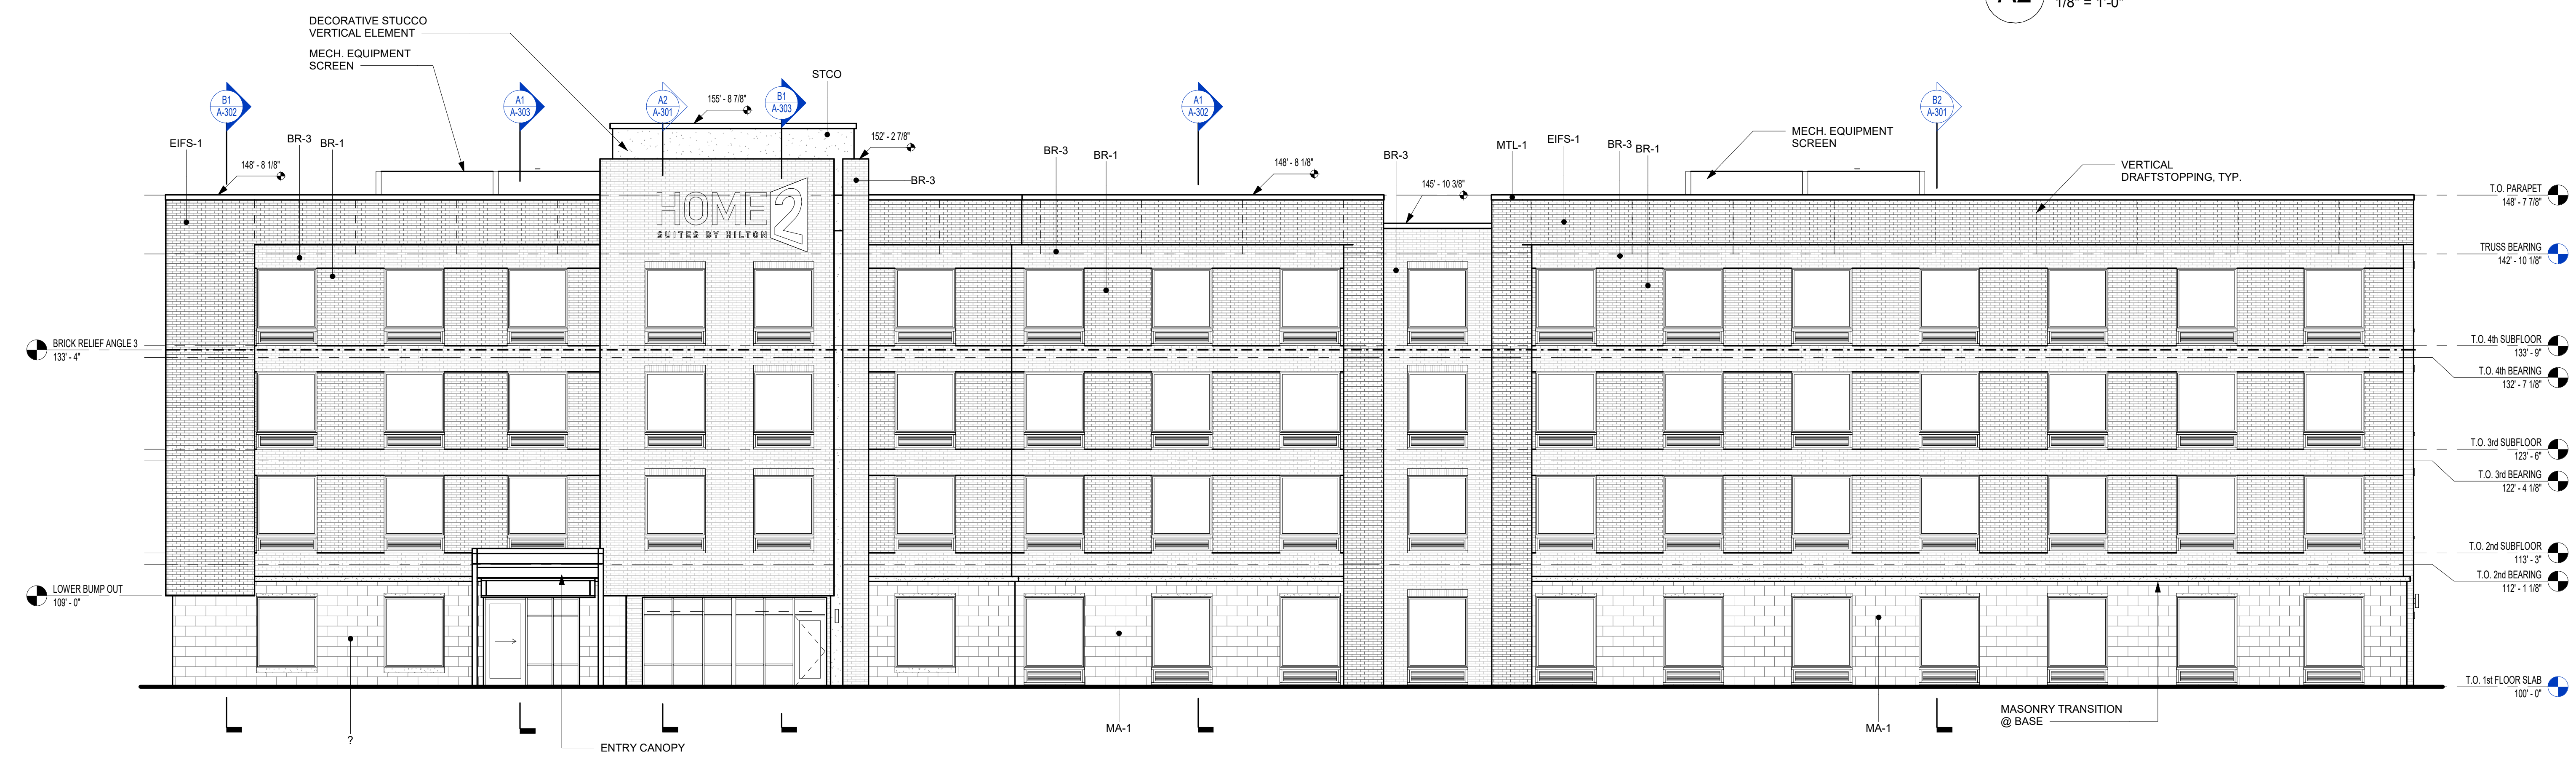 A2
1/8" = 1'-0"
DECORATIVE STUCCO
VERTICAL ELEMENT
MECH. EQUIPMENT
SCREEN
STCO
B1
A-302
A1
A-303
A2
A-301
155' - 8 7/8"
B1
A-303
A1
A-302
B2
A-301
EIFS-1
BR-3
BR-1
148' - 8 1/8"
152' - 2 7/8"
BR-3
BR-3
BR-1
148' - 8 1/8"
BR-3
145' - 10 3/8"
MTL-1
EIFS-1
BR-3
BR-1
MECH. EQUIPMENT
SCREEN
VERTICAL
DRAFTSTOPPING, TYP.
HOME 2
SUITES BY HILTON
T.O. PARAPET
148' - 7 7/8"
TRUSS BEARING
142' - 10 1/8"
BRICK RELIEF ANGLE 3
133' - 4"
T.O. 4th SUBFLOOR
133' - 9"
T.O. 4th BEARING
132' - 7 1/8"
T.O. 3rd SUBFLOOR
123' - 6"
T.O. 3rd BEARING
122' - 4 1/8"
T.O. 2nd SUBFLOOR
113' - 3"
T.O. 2nd BEARING
112' - 1 1/8"
LOWER BUMP OUT
109' - 0"
T.O. 1st FLOOR SLAB
100' - 0"
?
ENTRY CANOPY
MA-1
MA-1
MASONRY TRANSITION
@ BASE